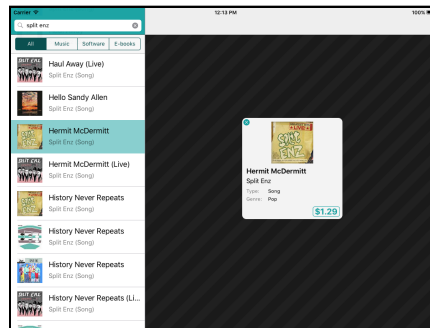 Carrier
12:13 PM
100%
split enz
All
Music
Software
E-books
Haul Away (Live)
Split Enz (Song)
Hello Sandy Allen
Split Enz (Song)
Hermit McDermitt
Split Enz (Song)
Hermit McDermitt (Live)
Split Enz (Song)
History Never Repeats
Split Enz (Song)
History Never Repeats
Split Enz (Song)
History Never Repeats
Split Enz (Song)
History Never Repeats (Li...
Split Enz (Song)
LIVE
SPLIT
ENZ
Hermit McDermitt
Split Enz
Type: Song
Genre: Pop
$1.29